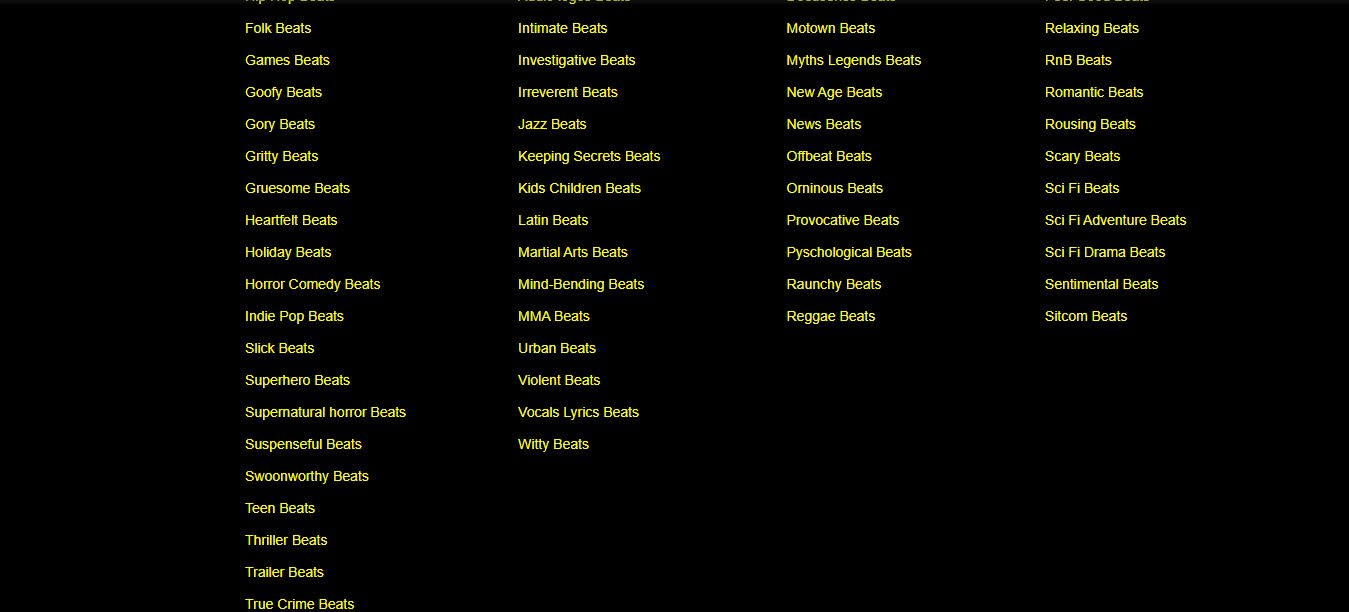 Folk Beats
Games Beats
Goofy Beats
Gory Beats
Gritty Beats
Gruesome Beats
Heartfelt Beats
Holiday Beats
Horror Comedy Beats
Indie Pop Beats
Slick Beats
Superhero Beats
Supernatural horror Beats
Suspenseful Beats
Swoonworthy Beats
Teen Beats
Thriller Beats
Trailer Beats
True Crime Beats
Intimate Beats
Investigative Beats
Irreverent Beats
Jazz Beats
Keeping Secrets Beats
Kids Children Beats
Latin Beats
Martial Arts Beats
Mind-Bending Beats
MMA Beats
Urban Beats
Violent Beats
Vocals Lyrics Beats
Witty Beats
Motown Beats
Myths Legends Beats
New Age Beats
News Beats
Offbeat Beats
Orninous Beats
Provocative Beats
Pyschological Beats
Raunchy Beats
Reggae Beats
Relaxing Beats
RnB Beats
Romantic Beats
Rousing Beats
Scary Beats
Sci Fi Beats
Sci Fi Adventure Beats
Sci Fi Drama Beats
Sentimental Beats
Sitcom Beats